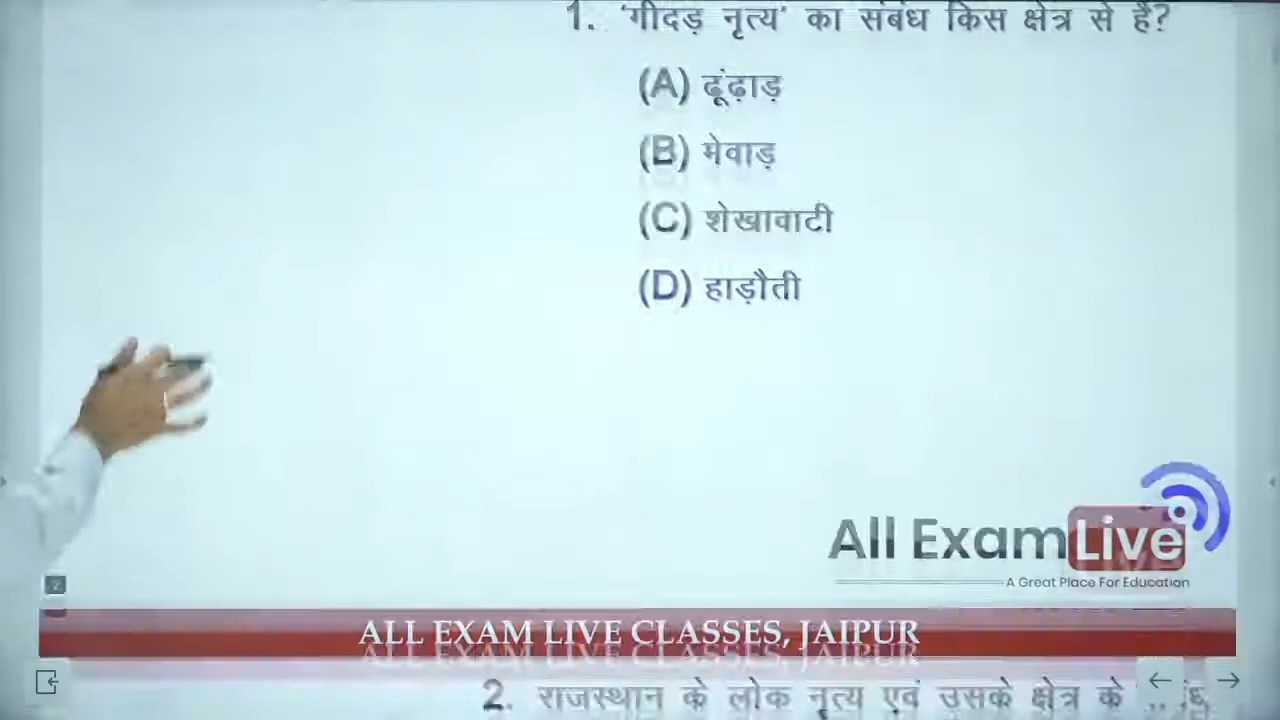 1. 'गीदड़ नृत्य' का संबंध किस क्षेत्र से है?
(A) ढूंढाड़
(B) मेवाड़
(C) शेखावाटी
(D) हाड़ौती
All Exam Live
A Great Place For Education
ALL EXAM LIVE CLASSES, JAIPUR
2. राजस्थान के लोक नृत्य एवं उसके क्षेत्र के